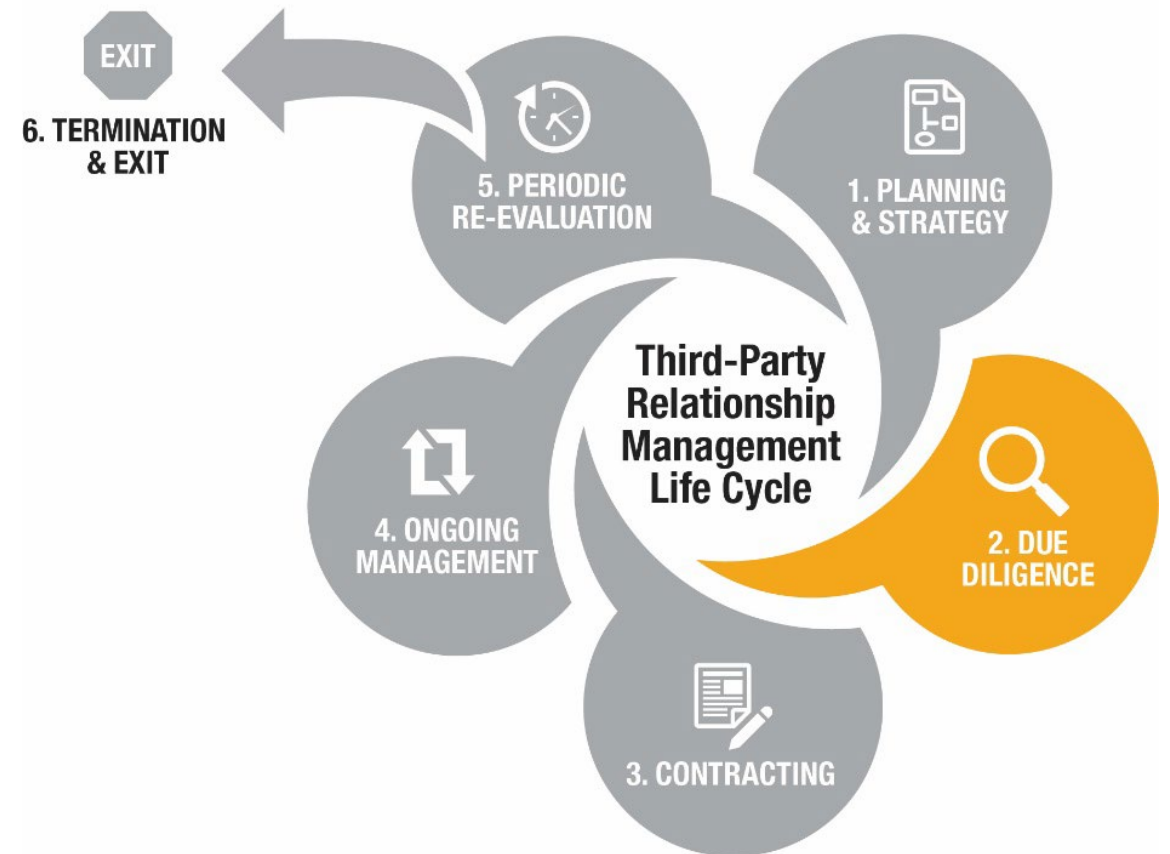 EXIT
6. TERMINATION
& EXIT
5. PERIODIC
RE-EVALUATION
1. PLANNING
& STRATEGY
Third-Party
Relationship
Management
Life Cycle
2. DUE
DILIGENCE
4. ONGOING
MANAGEMENT
3. CONTRACTING